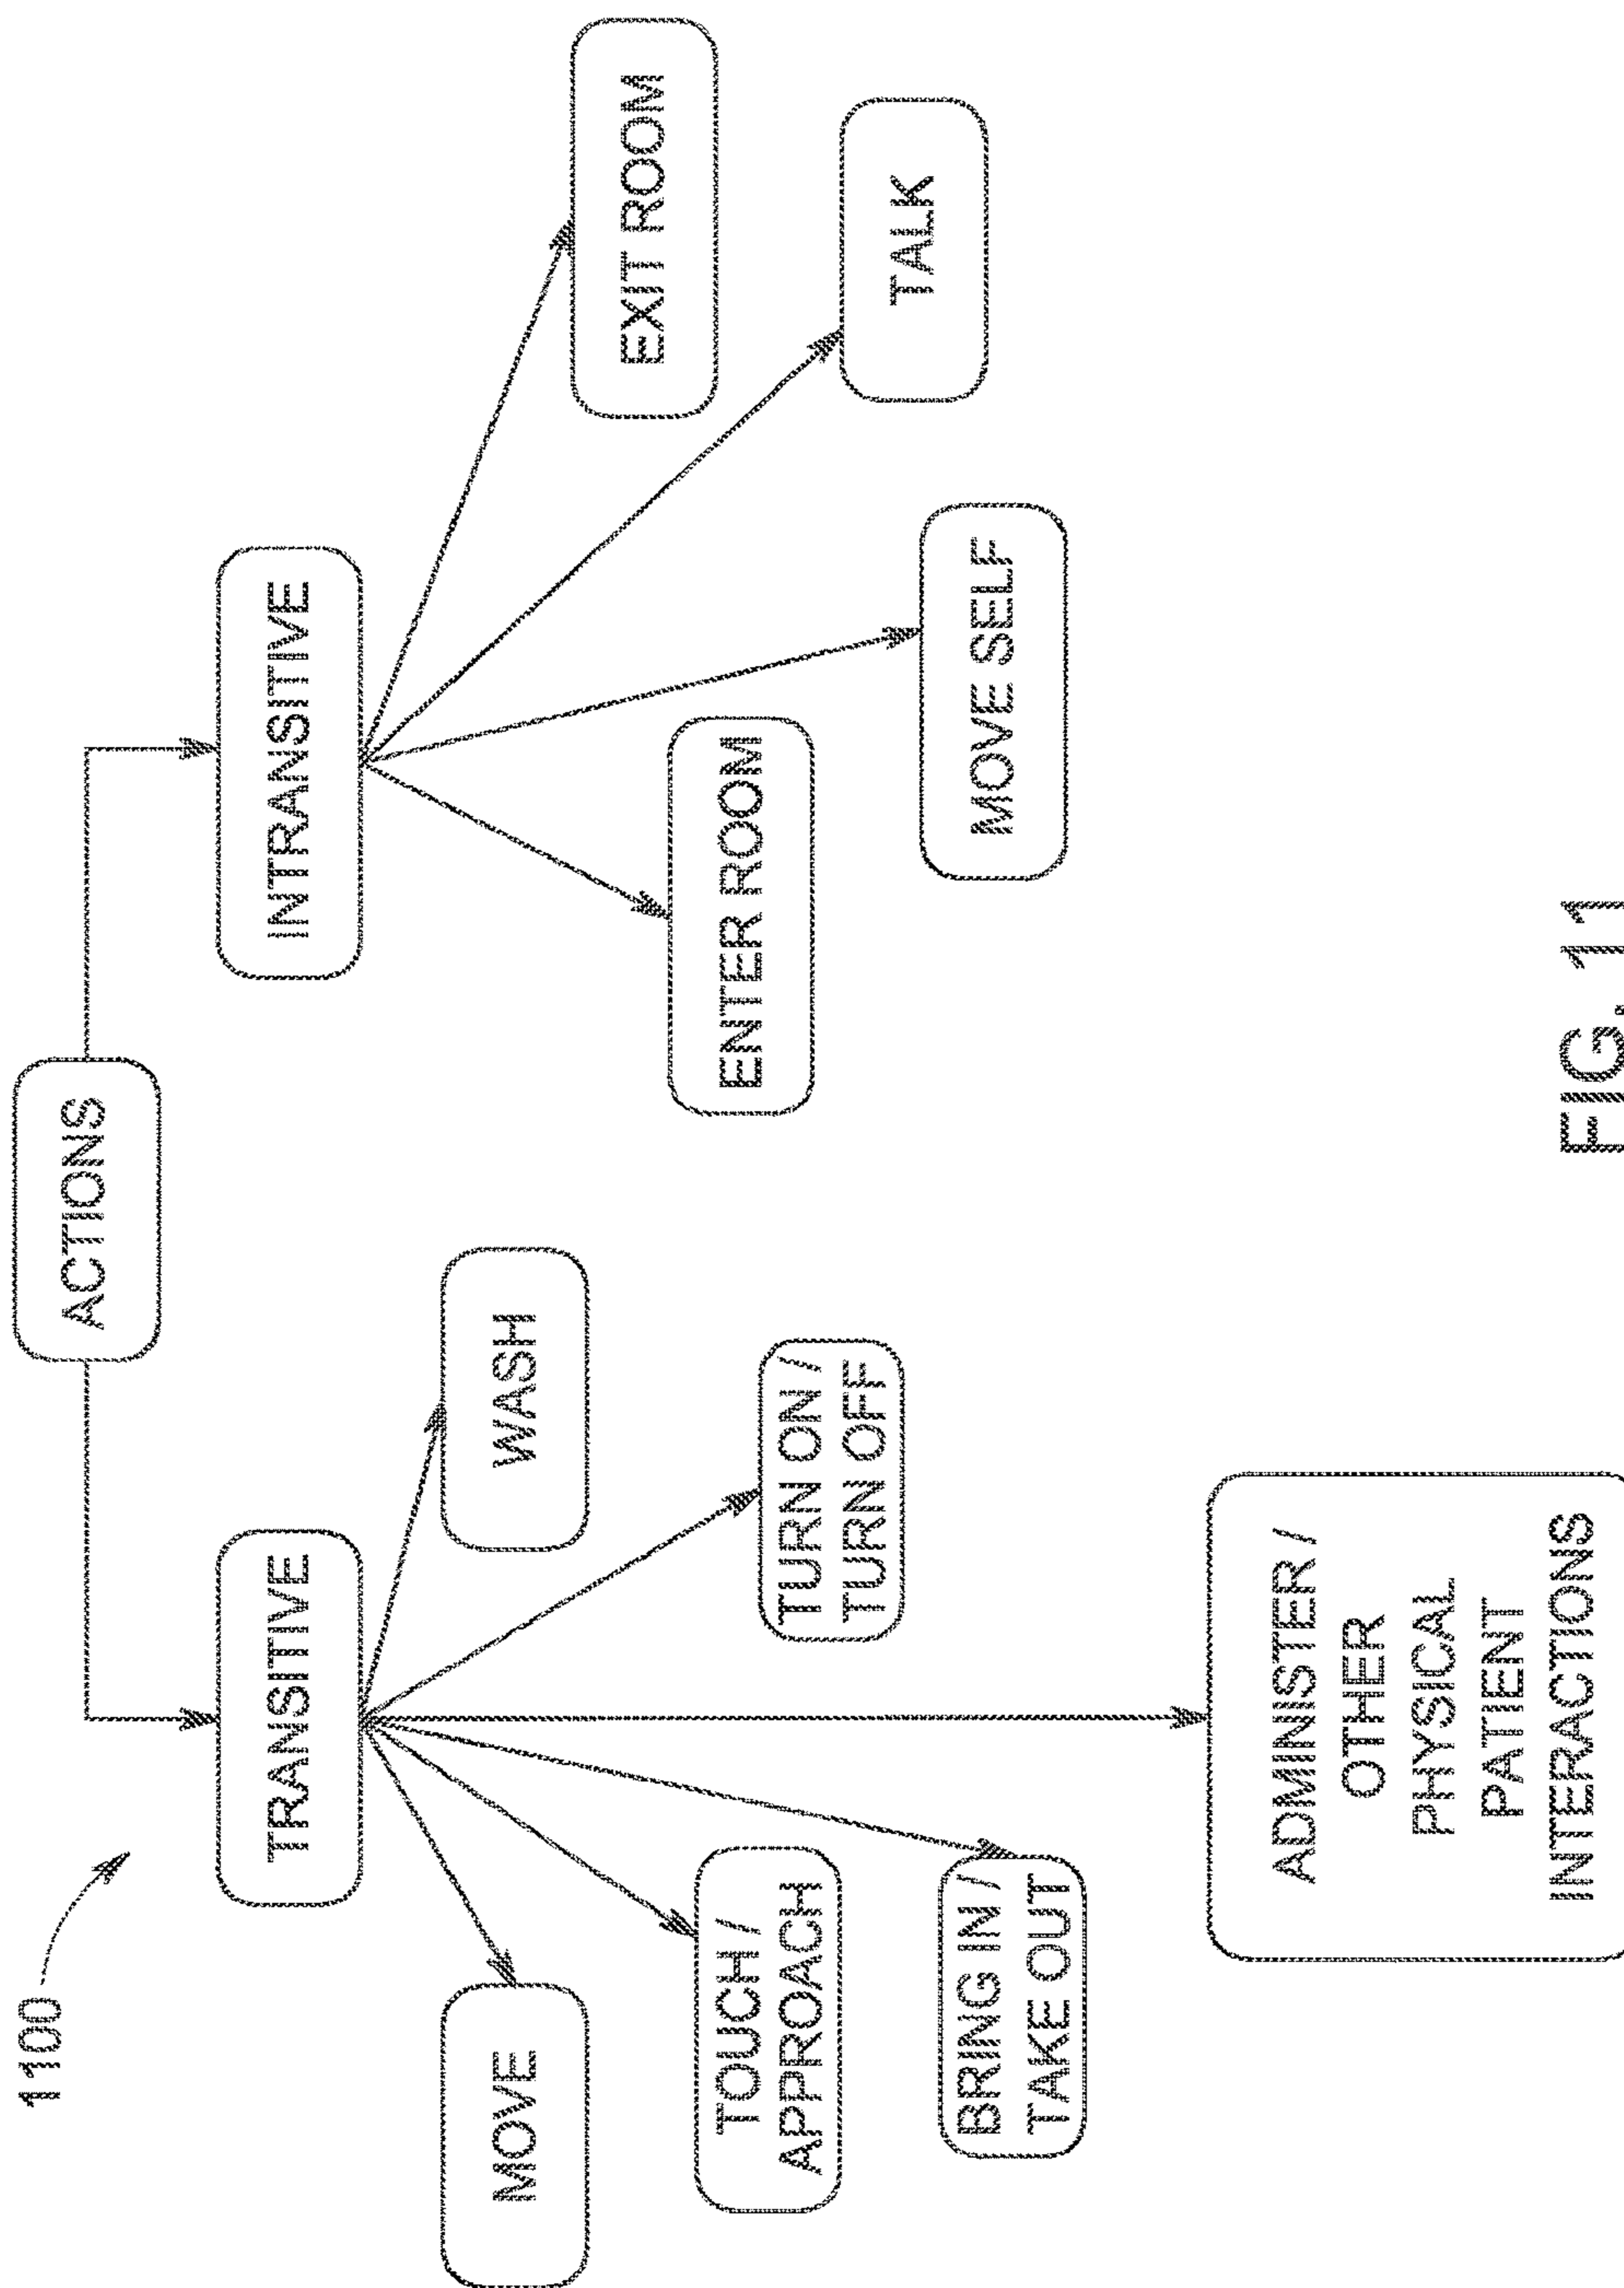 1100
ACTIONS
TRANSITIVE
INTRANSITIVE
MOVE
WASH
EXIT ROOM
TOUCH /
APPROACH
TURN ON /
TURN OFF
ENTER ROOM
TALK
BRING IN /
TAKE OUT
MOVE SELF
ADMINISTER /
OTHER
PHYSICAL
PATIENT
INTERACTIONS
FIG. 11